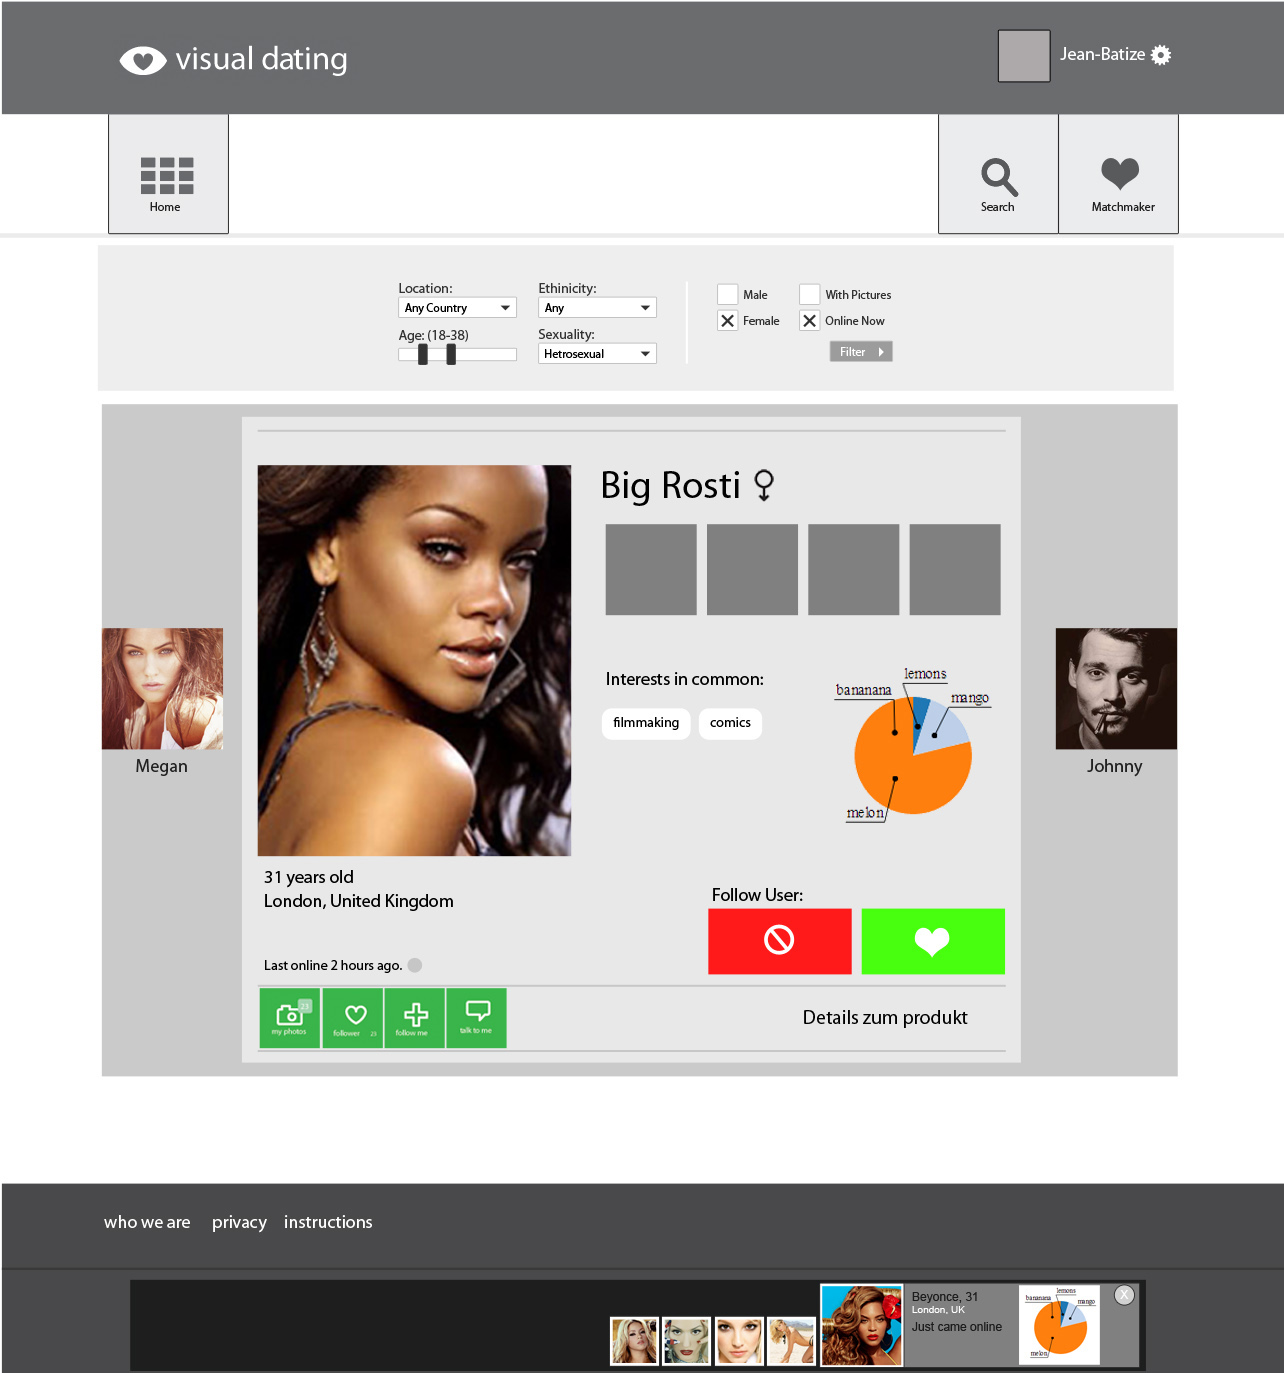 visual dating
Jean-Batize
Home
Search
Matchmaker
Location:
Any Country
Age: (18-38)
Ethinicity:
Any
Sexuality:
Hetrosexual
Male
With Pictures
Female
Online Now
Filter
Big Rosti
Interests in common:
filmmaking
comics
lemons
bananana
mango
melon
Megan
Johnny
31 years old
London, United Kingdom
Follow User:
Last online 2 hours ago.
23
my photos
follower 23
follow me
talk to me
Details zum produkt
who we are privacy instructions
Beyonce, 31
London, UK
Just came online
lemons
bananana
mango
melon
X